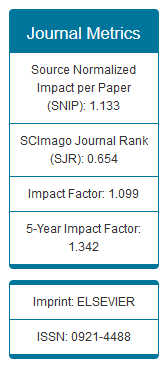 Journal Metrics
Source Normalized
Impact per Paper
(SNIP): 1.133
SCImago Journal Rank
(SJR): 0.654
Impact Factor: 1.099
5-Year Impact Factor:
1.342
Imprint: ELSEVIER
ISSN: 0921-4488